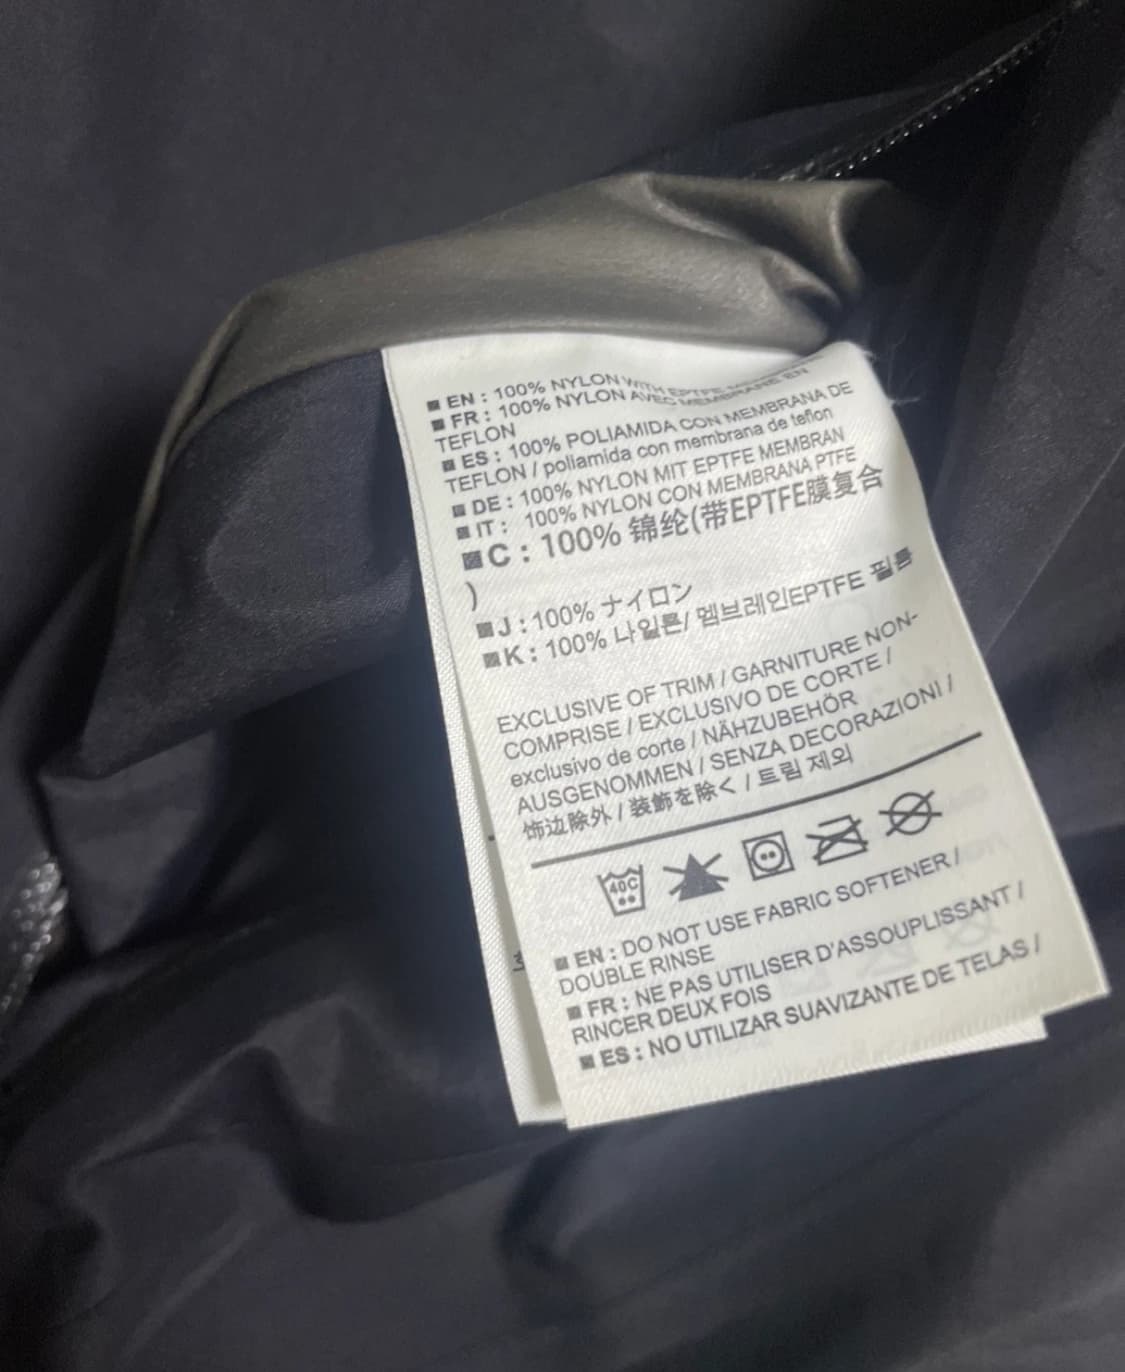 EN : 100% NYLON WITH EPTFE
FR : 100% NYLON AVEC MEMBRANE EN
TEFLON
ES : 100% POLIAMIDA CON MEMBRANA DE
TEFLON / poliamida con membrana de teflon
DE : 100% NYLON MIT EPTFE MEMBRAN
IT : 100% NYLON CON MEMBRANA PTFE
C : 100% 锦纶(带EPTFE膜复合
)
J : 100% ナイロン
K : 100% 나일론/ 멤브레인EPTFE 필름
EXCLUSIVE OF TRIM / GARNITURE NON-
COMPRISE / EXCLUSIVO DE CORTE /
exclusivo de corte / NÄHZUBEHÖR
AUSGENOMMEN / SENZA DECORAZIONI /
饰边除外 / 装飾を除く / 트림 제외
40C
EN : DO NOT USE FABRIC SOFTENER /
DOUBLE RINSE
FR : NE PAS UTILISER D'ASSOUPLISSANT /
RINCER DEUX FOIS
ES : NO UTILIZAR SUAVIZANTE DE TELAS /